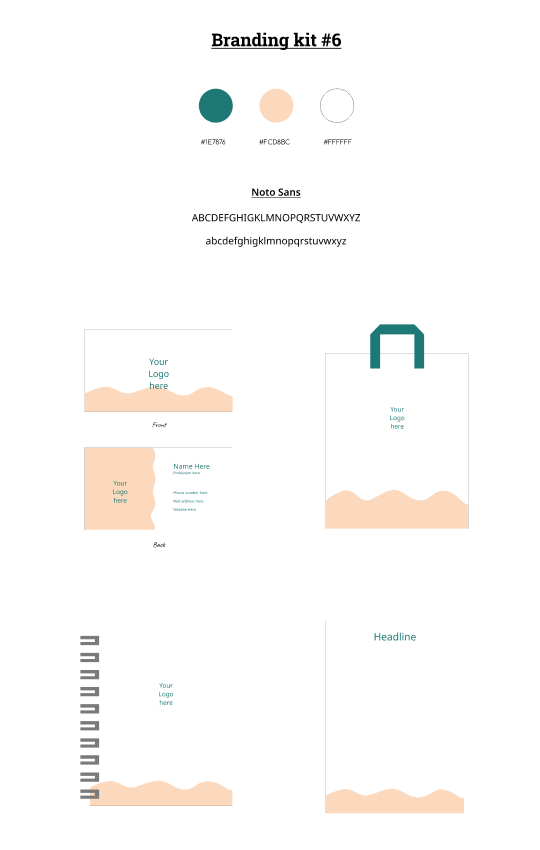 Branding kit #6
#1E7876 #FCD8BC #FFFFFF
Noto Sans
ABCDEFGHIGKLMNOPQRSTUVWXYZ
abcdefghigklmnopqrstuvwxyz
Your
Logo
here
Front
Your
Logo
here
Name Here
Profession here
Phone number here
Mail address here
Website Here
Back
Your
Logo
here
Your
Logo
here
Headline